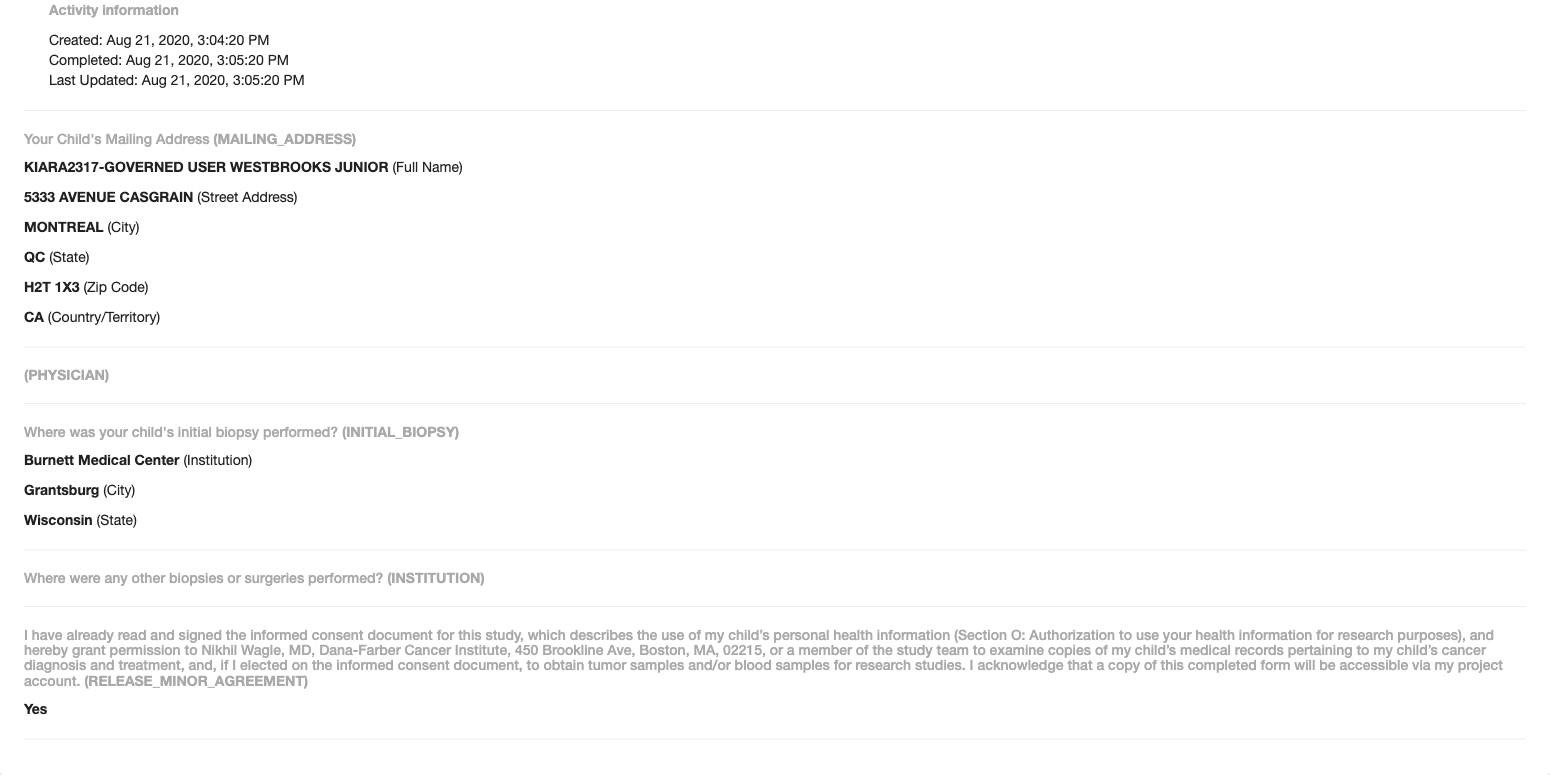 Activity information
Created: Aug 21, 2020, 3:04:20 PM
Completed: Aug 21, 2020, 3:05:20 PM
Last Updated: Aug 21, 2020, 3:05:20 PM
Your Child's Mailing Address (MAILING_ADDRESS)
KIARA2317-GOVERNED USER WESTBROOKS JUNIOR (Full Name)
5333 AVENUE CASGRAIN (Street Address)
MONTREAL (City)
QC (State)
H2T 1X3 (Zip Code)
CA (Country/Territory)
(PHYSICIAN)
Where was your child's initial biopsy performed? (INITIAL_BIOPSY)
Burnett Medical Center (Institution)
Grantsburg (City)
Wisconsin (State)
Where were any other biopsies or surgeries performed? (INSTITUTION)
I have already read and signed the informed consent document for this study, which describes the use of my child's personal health information (Section O: Authorization to use your health information for research purposes), and
hereby grant permission to Nikhil Wagle, MD, Dana-Farber Cancer Institute, 450 Brookline Ave, Boston, MA, 02215, or a member of the study team to examine copies of my child's medical records pertaining to my child's cancer
diagnosis and treatment, and, if I elected on the informed consent document, to obtain tumor samples and/or blood samples for research studies. I acknowledge that a copy of this completed form will be accessible via my project
account. (RELEASE_MINOR_AGREEMENT)
Yes